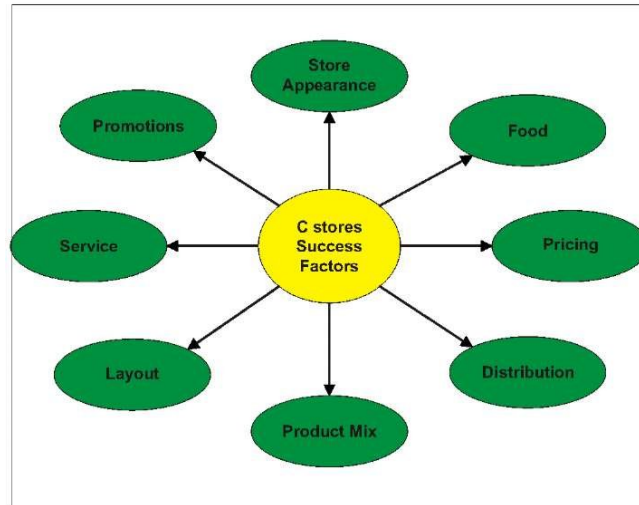 Store
Appearance
Promotions
Food
C stores
Success
Factors
Service
Pricing
Layout
Distribution
Product Mix